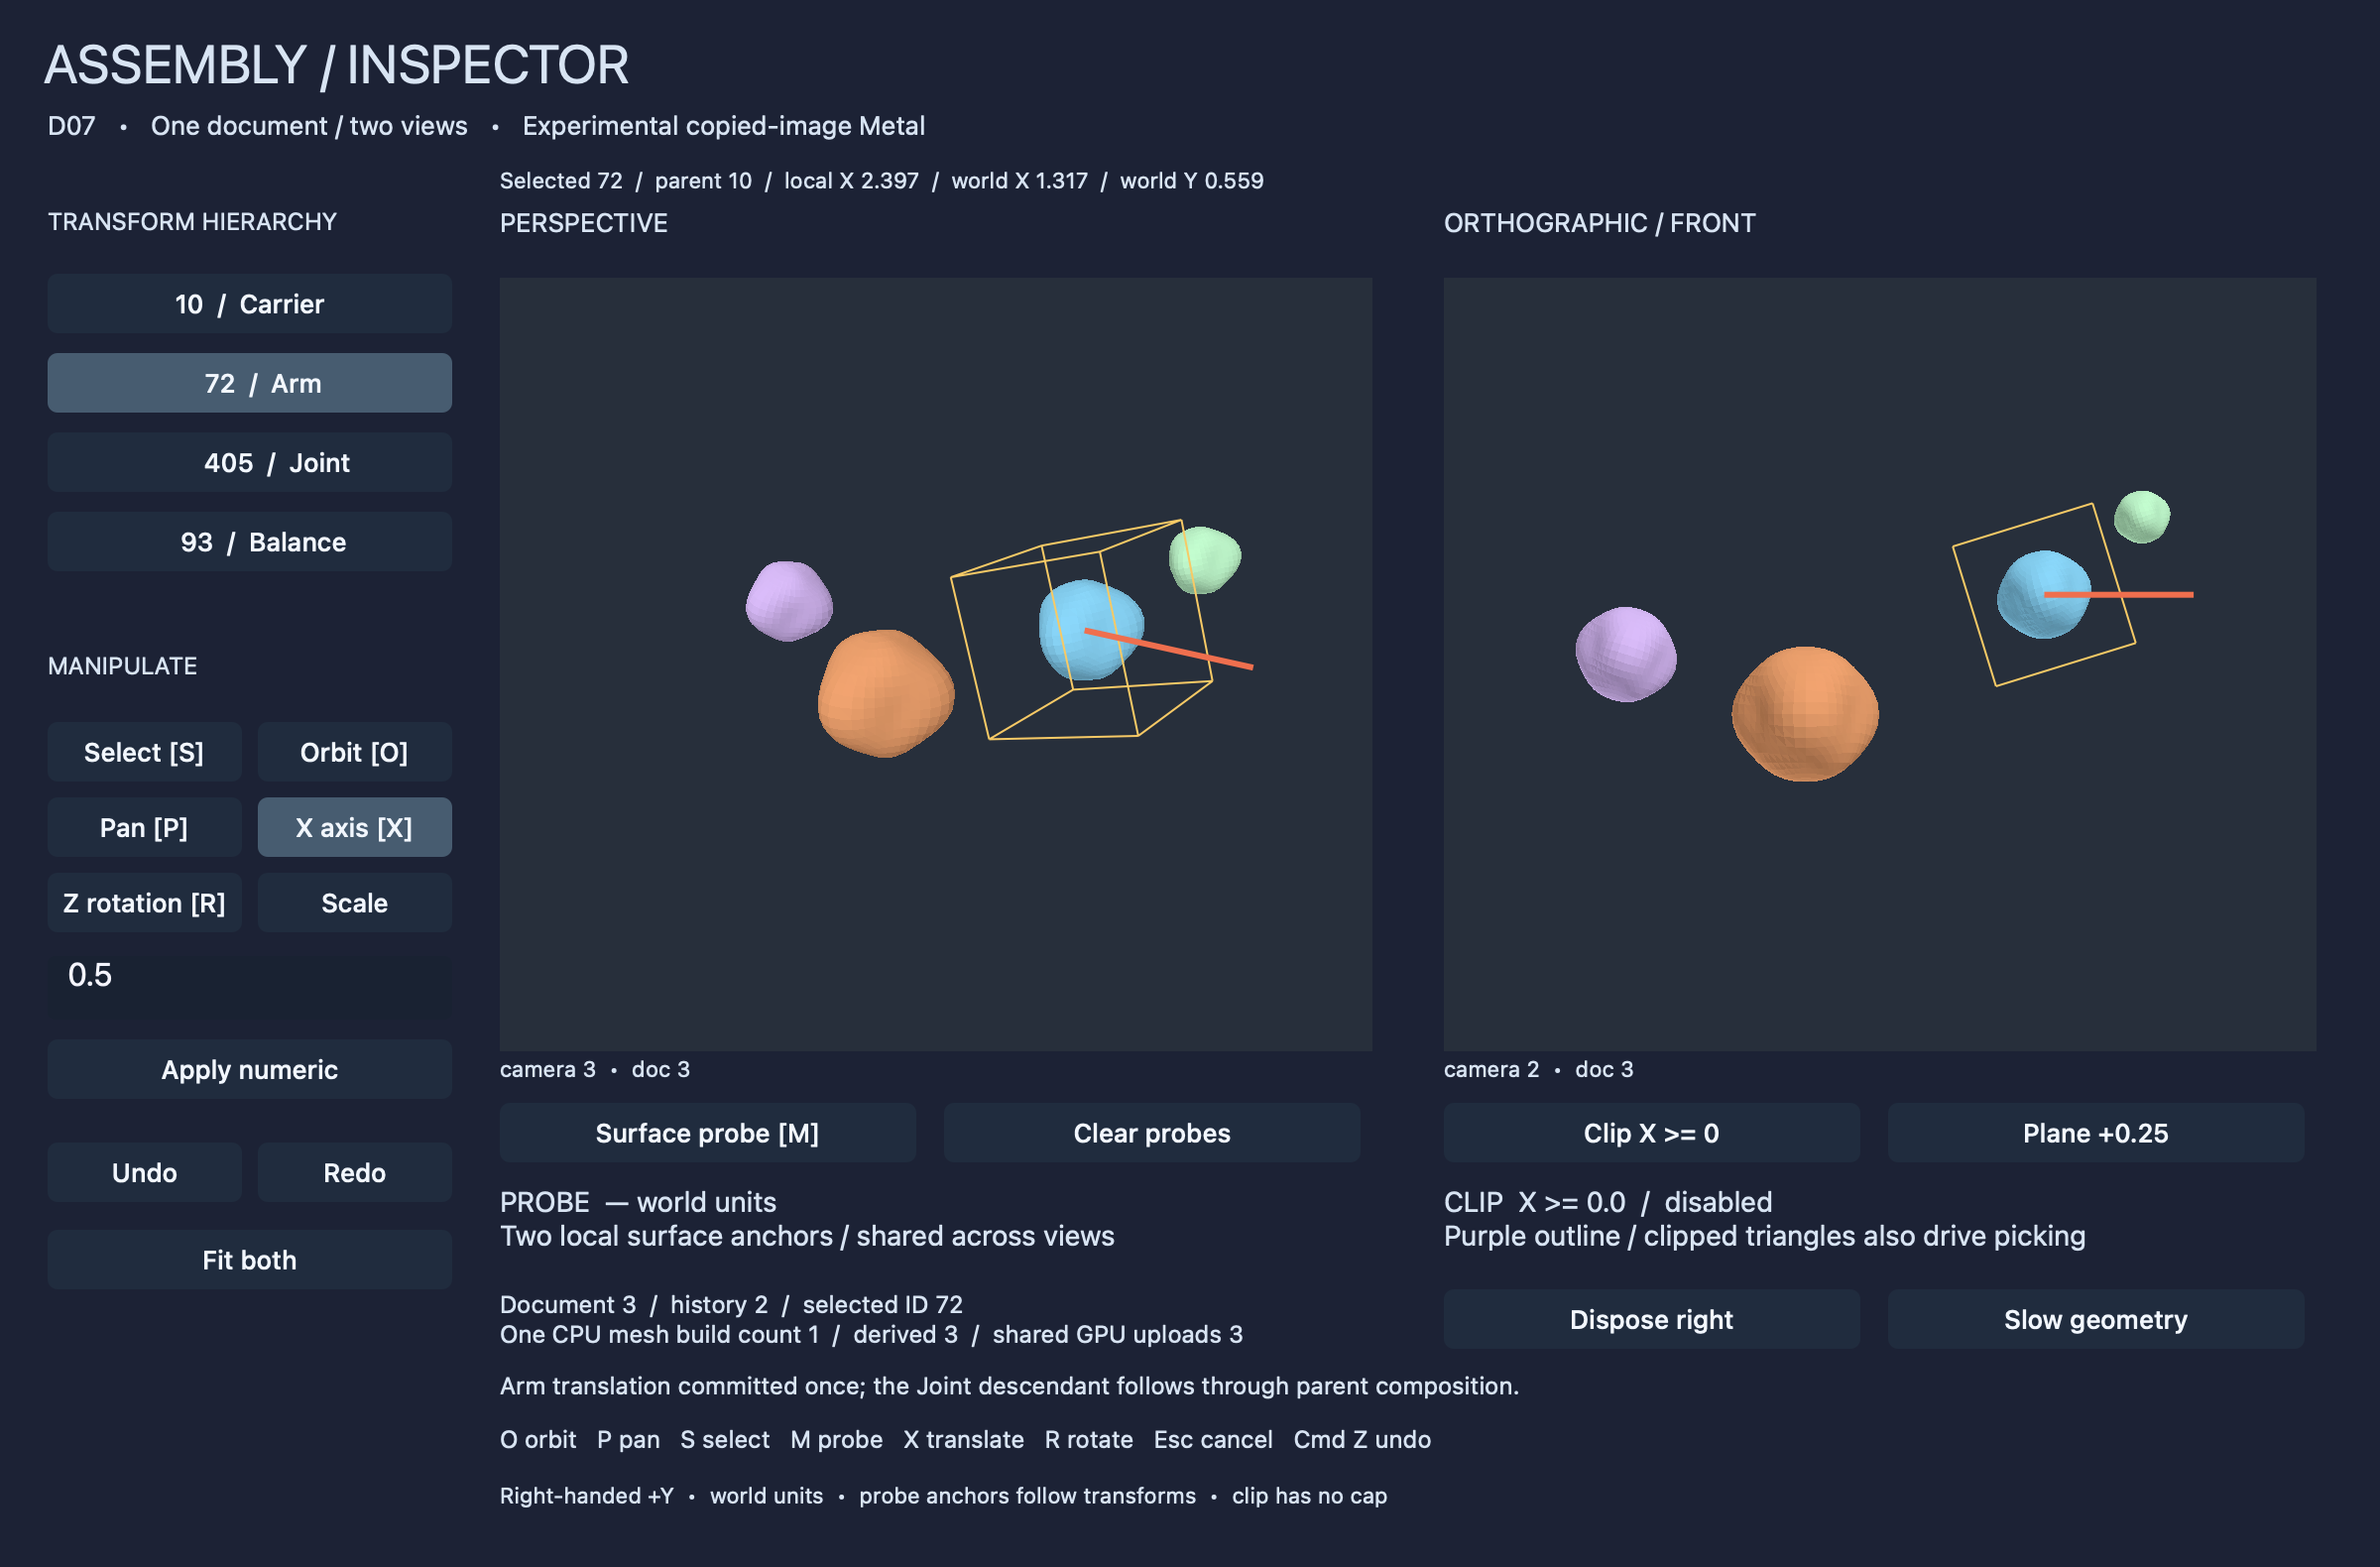 ASSEMBLY / INSPECTOR
D07 • One document / two views • Experimental copied-image Metal
Selected 72 / parent 10 / local X 2.397 / world X 1.317 / world Y 0.559
TRANSFORM HIERARCHY
10 / Carrier
72 / Arm
405 / Joint
93 / Balance
MANIPULATE
Select [S]
Orbit [O]
Pan [P]
X axis [X]
Z rotation [R]
Scale
0.5
Apply numeric
Undo
Redo
Fit both
PERSPECTIVE
camera 3 • doc 3
Surface probe [M]
Clear probes
PROBE — world units
Two local surface anchors / shared across views
ORTHOGRAPHIC / FRONT
camera 2 • doc 3
Clip X >= 0
Plane +0.25
CLIP X >= 0.0 / disabled
Purple outline / clipped triangles also drive picking
Dispose right
Slow geometry
Document 3 / history 2 / selected ID 72
One CPU mesh build count 1 / derived 3 / shared GPU uploads 3
Arm translation committed once; the Joint descendant follows through parent composition.
O orbit P pan S select M probe X translate R rotate Esc cancel Cmd Z undo
Right-handed +Y • world units • probe anchors follow transforms • clip has no cap